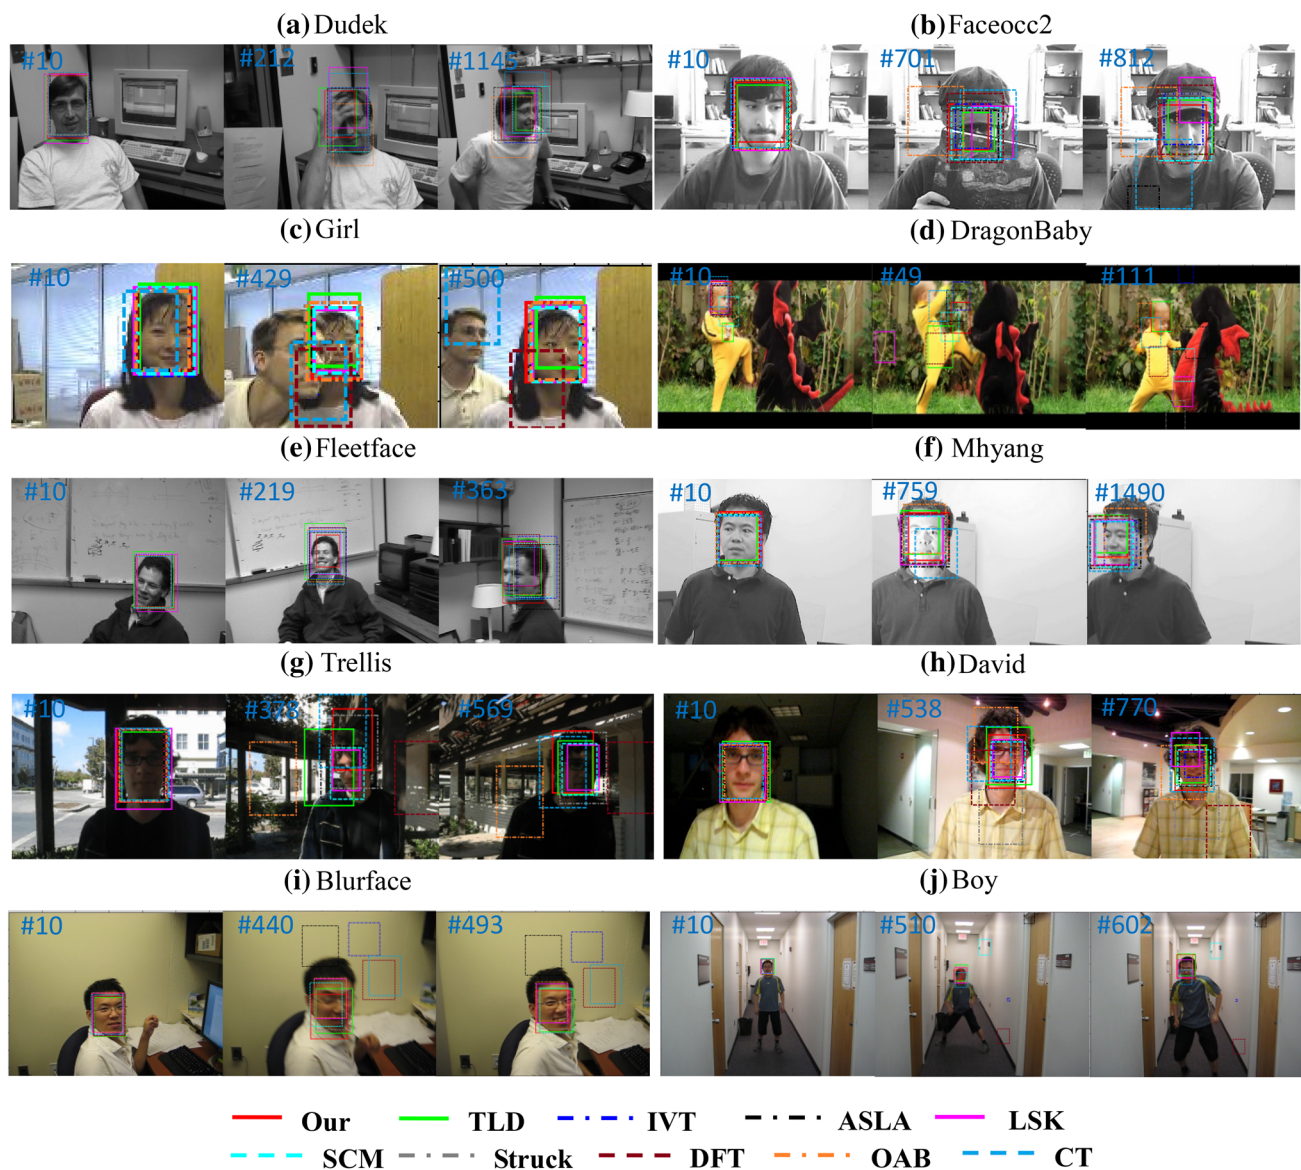 (a) Dudek (b) Faceocc2
#10 #212 #1145 #10 #701 #812
(c) Girl (d) DragonBaby
#10 #429 #500 #10 #49 #111
(e) Fleetface (f) Mhyang
#10 #219 #363 #10 #759 #1490
(g) Trellis (h) David
#10 #378 #569 #10 #538 #770
(i) Blurface (j) Boy
#10 #440 #493 #10 #510 #602
Our TLD IVT ASLA LSK
SCM Struck DFT OAB CT